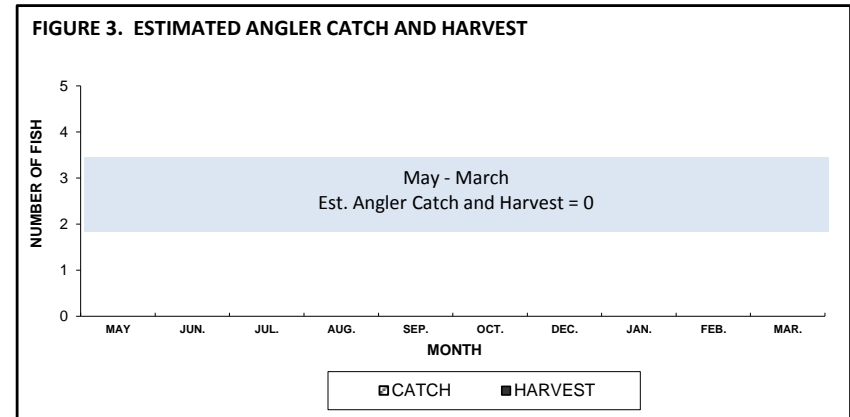 FIGURE 3. ESTIMATED ANGLER CATCH AND HARVEST
NUMBER OF FISH
5
4
3
2
1
0
May - March
Est. Angler Catch and Harvest = 0
MAY JUN. JUL. AUG. SEP. OCT. DEC. JAN. FEB. MAR.
MONTH
CATCH HARVEST